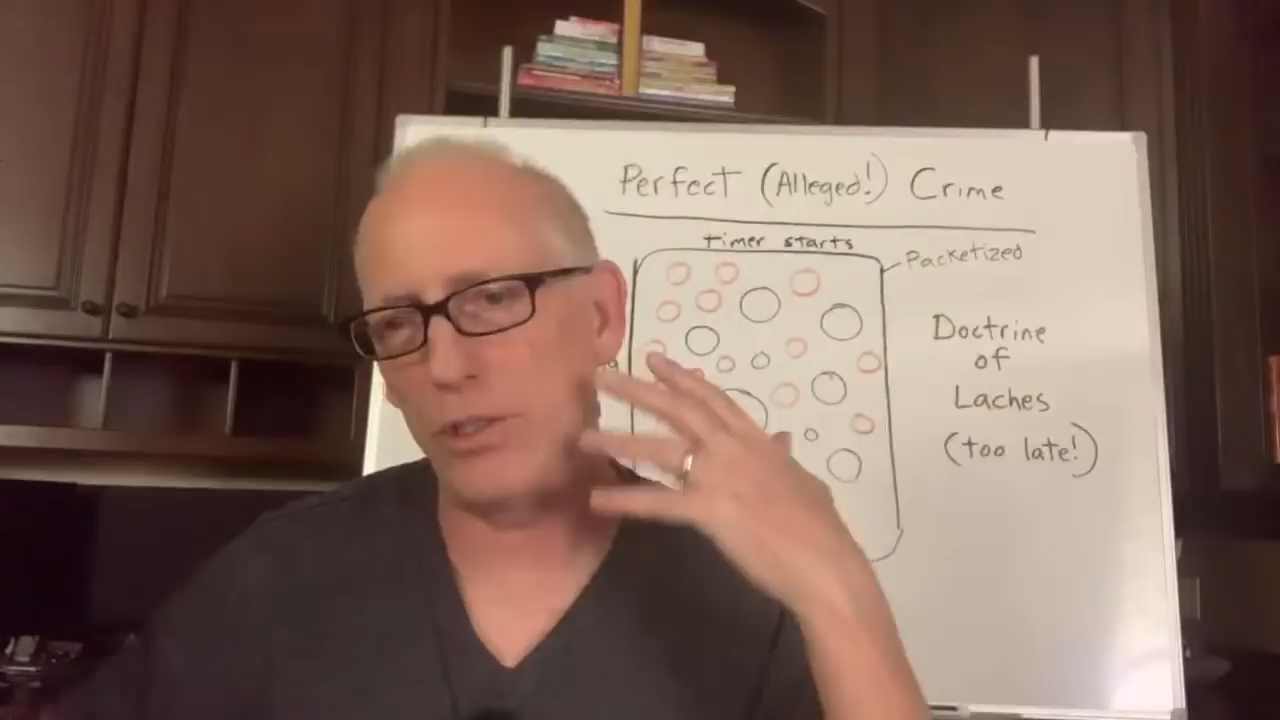 Perfect (Alleged!) Crime
timer starts
Packetized
Doctrine
of
Laches
(too late!)